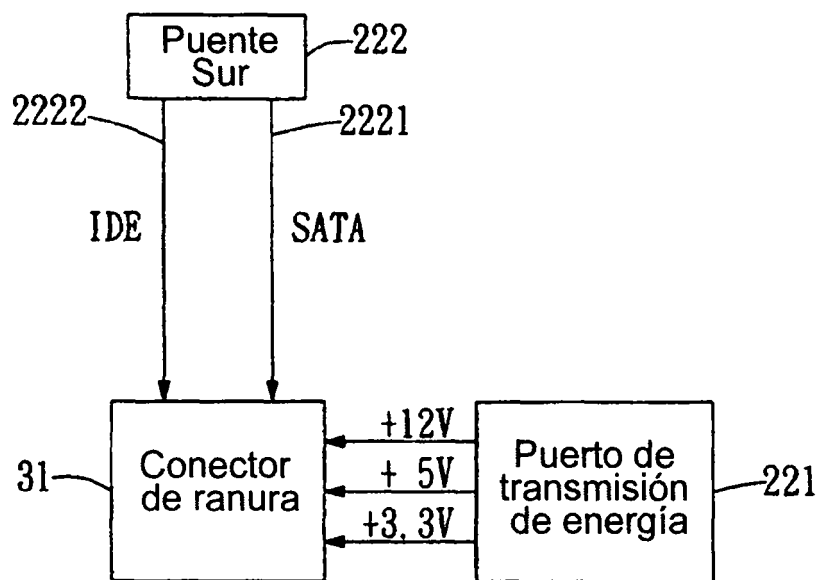 Puente
Sur
222
2222
2221
IDE
SATA
+12V
+ 5V
+3,3V
31
Conector
de ranura
Puerto de
transmisión
de energía
221